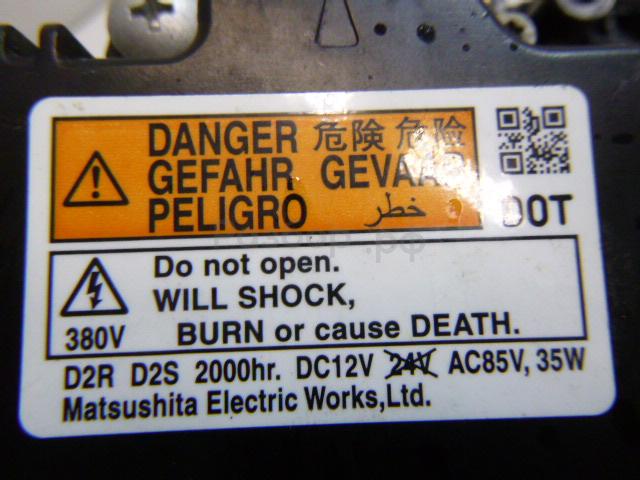 DANGER 危険 危险
GEFAHR GEVAAR
PELIGRO خطر
DOT
Do not open.
WILL SHOCK,
380V BURN or cause DEATH.
D2R D2S 2000hr. DC12V 24V AC85V, 35W
Matsushita Electric Works,Ltd.